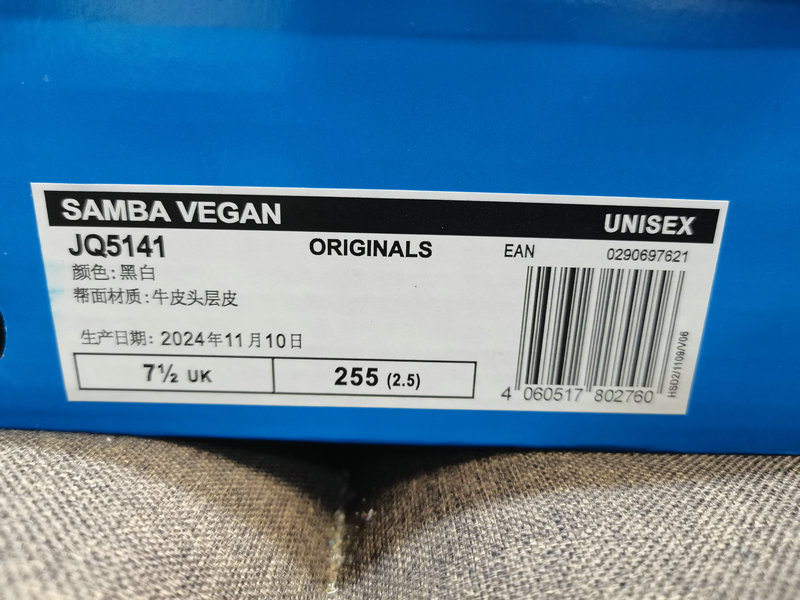 SAMBA VEGAN
UNISEX
JQ5141
ORIGINALS
EAN
0290697621
颜色:黑白
帮面材质:牛皮头层皮
生产日期: 2024年11月10日
7½ UK
255 (2.5)
4 060517 802760
HSD2/1109/V06